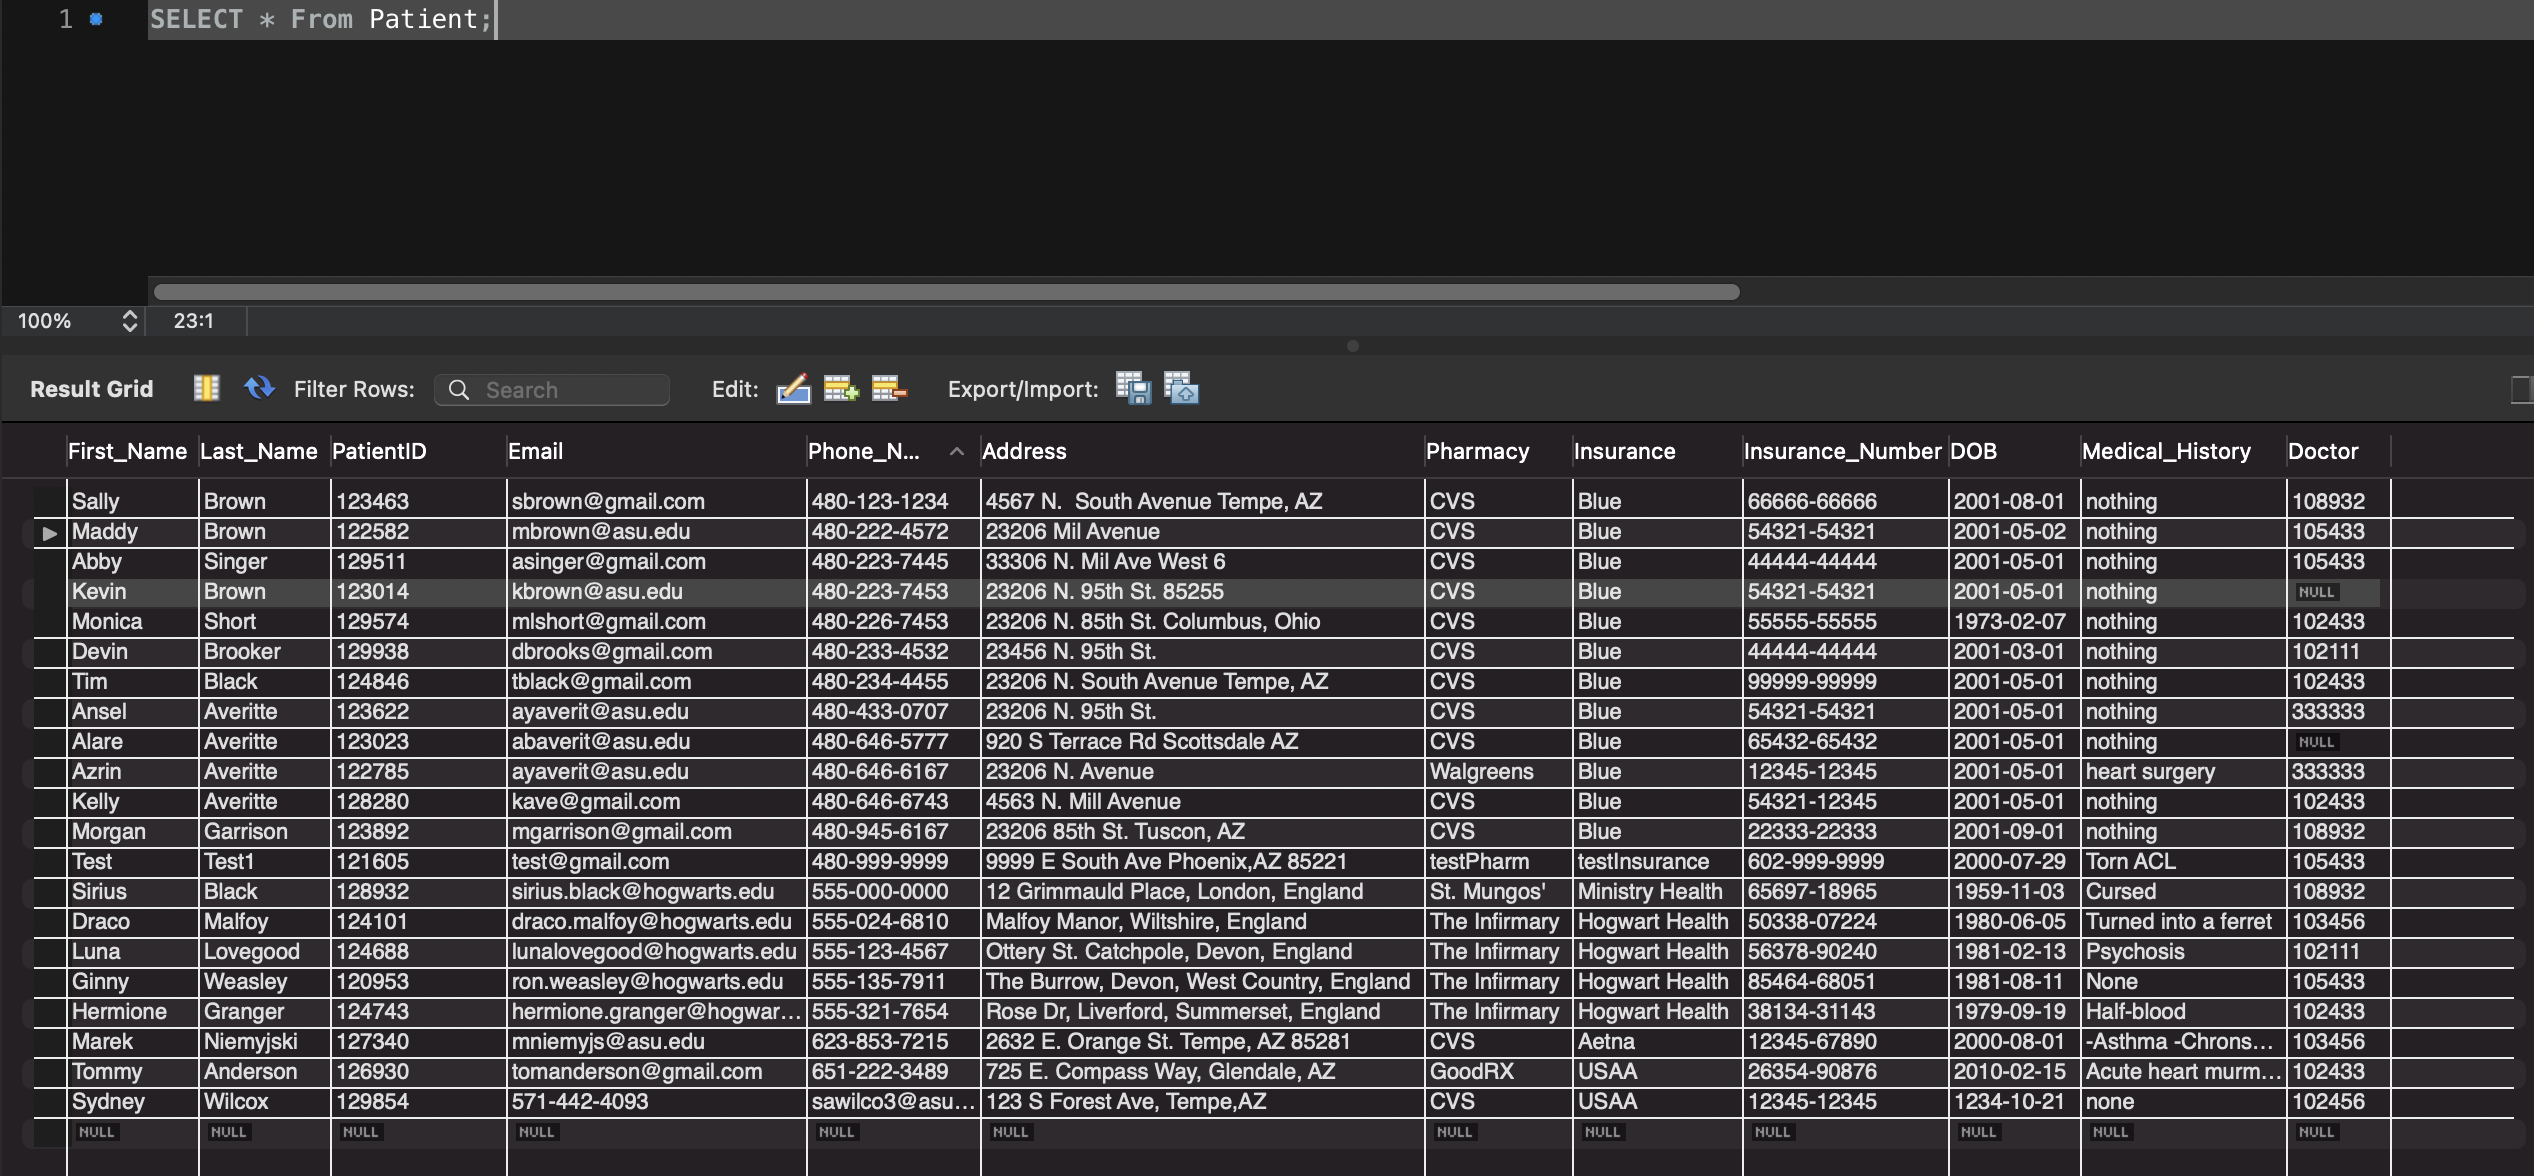 1 SELECT * From Patient;
100% 23:1
Result Grid Filter Rows: Search Edit: Export/Import:
First_Name Last_Name PatientID Email Phone_N... Address Pharmacy Insurance Insurance_Number DOB Medical_History Doctor
Sally Brown 123463 sbrown@gmail.com 480-123-1234 4567 N.  South Avenue Tempe, AZ CVS Blue 66666-66666 2001-08-01 nothing 108932
Maddy Brown 122582 mbrown@asu.edu 480-222-4572 23206 Mil Avenue CVS Blue 54321-54321 2001-05-02 nothing 105433
Abby Singer 129511 asinger@gmail.com 480-223-7445 33306 N. Mil Ave West 6 CVS Blue 44444-44444 2001-05-01 nothing 105433
Kevin Brown 123014 kbrown@asu.edu 480-223-7453 23206 N. 95th St. 85255 CVS Blue 54321-54321 2001-05-01 nothing NULL
Monica Short 129574 mlshort@gmail.com 480-226-7453 23206 N. 85th St. Columbus, Ohio CVS Blue 55555-55555 1973-02-07 nothing 102433
Devin Brooker 129938 dbrooks@gmail.com 480-233-4532 23456 N. 95th St. CVS Blue 44444-44444 2001-03-01 nothing 102111
Tim Black 124846 tblack@gmail.com 480-234-4455 23206 N. South Avenue Tempe, AZ CVS Blue 99999-99999 2001-05-01 nothing 102433
Ansel Averitte 123622 ayaverit@asu.edu 480-433-0707 23206 N. 95th St. CVS Blue 54321-54321 2001-05-01 nothing 333333
Alare Averitte 123023 abaverit@asu.edu 480-646-5777 920 S Terrace Rd Scottsdale AZ CVS Blue 65432-65432 2001-05-01 nothing NULL
Azrin Averitte 122785 ayaverit@asu.edu 480-646-6167 23206 N. Avenue Walgreens Blue 12345-12345 2001-05-01 heart surgery 333333
Kelly Averitte 128280 kave@gmail.com 480-646-6743 4563 N. Mill Avenue CVS Blue 54321-12345 2001-05-01 nothing 102433
Morgan Garrison 123892 mgarrison@gmail.com 480-945-6167 23206 85th St. Tuscon, AZ CVS Blue 22333-22333 2001-09-01 nothing 108932
Test Test1 121605 test@gmail.com 480-999-9999 9999 E South Ave Phoenix,AZ 85221 testPharm testInsurance 602-999-9999 2000-07-29 Torn ACL 105433
Sirius Black 128932 sirius.black@hogwarts.edu 555-000-0000 12 Grimmauld Place, London, England St. Mungos' Ministry Health 65697-18965 1959-11-03 Cursed 108932
Draco Malfoy 124101 draco.malfoy@hogwarts.edu 555-024-6810 Malfoy Manor, Wiltshire, England The Infirmary Hogwart Health 50338-07224 1980-06-05 Turned into a ferret 103456
Luna Lovegood 124688 lunalovegood@hogwarts.edu 555-123-4567 Ottery St. Catchpole, Devon, England The Infirmary Hogwart Health 56378-90240 1981-02-13 Psychosis 102111
Ginny Weasley 120953 ron.weasley@hogwarts.edu 555-135-7911 The Burrow, Devon, West Country, England The Infirmary Hogwart Health 85464-68051 1981-08-11 None 105433
Hermione Granger 124743 hermione.granger@hogwar... 555-321-7654 Rose Dr, Liverford, Summerset, England The Infirmary Hogwart Health 38134-31143 1979-09-19 Half-blood 102433
Marek Niemyjski 127340 mniemyjs@asu.edu 623-853-7215 2632 E. Orange St. Tempe, AZ 85281 CVS Aetna 12345-67890 2000-08-01 -Asthma -Chrons... 103456
Tommy Anderson 126930 tomanderson@gmail.com 651-222-3489 725 E. Compass Way, Glendale, AZ GoodRX USAA 26354-90876 2010-02-15 Acute heart murm... 102433
Sydney Wilcox 129854 571-442-4093 sawilco3@asu... 123 S Forest Ave, Tempe,AZ CVS USAA 12345-12345 1234-10-21 none 102456
NULL NULL NULL NULL NULL NULL NULL NULL NULL NULL NULL NULL